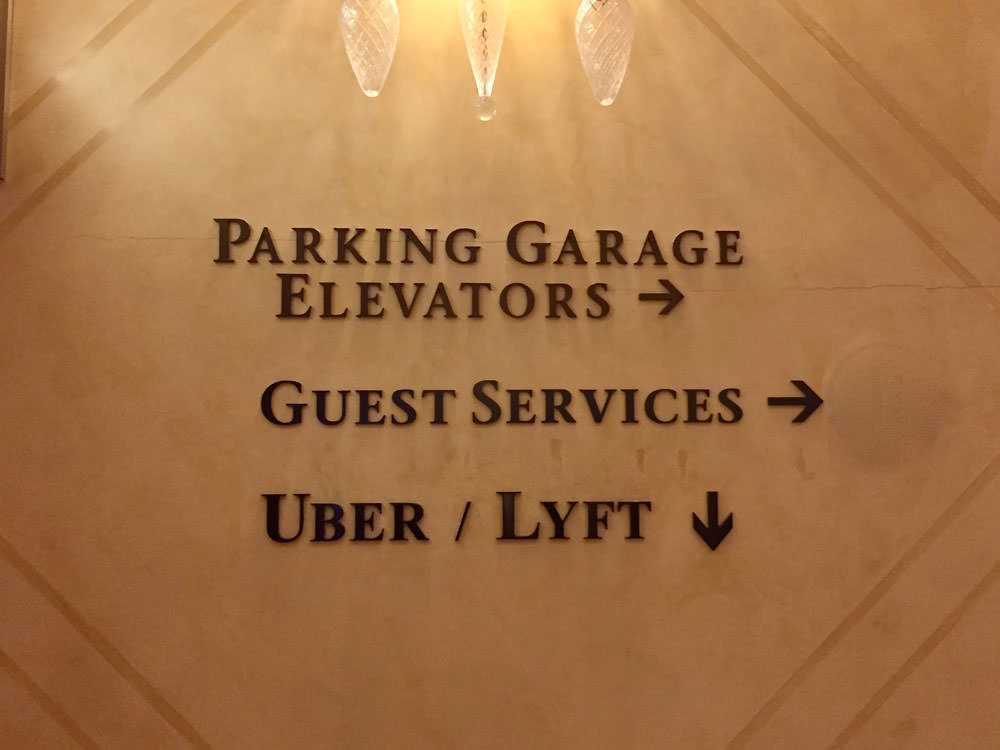 PARKING GARAGE
ELEVATORS →
GUEST SERVICES →
UBER / LYFT ↓